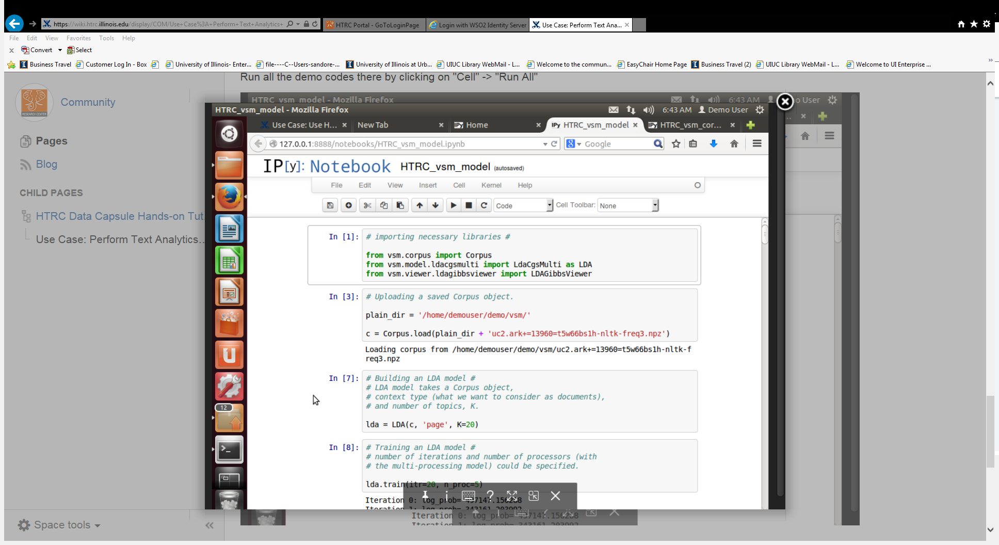 https://wiki.htrc.illinois.edu/display/COM/Use+Case%3A+Perform+Text+Analytics+
HTRC Portal - GoToLoginPage
Login with WSO2 Identity Server
Use Case: Perform Text Ana...
File Edit View Favorites Tools Help
x Convert Select
Business Travel
Customer Log In - Box
University of Illinois- Enter...
file----C--Users-sandore-...
University of Illinois at Urb...
UIUC Library WebMail - L...
Welcome to the commun...
EasyChair Home Page
Business Travel (2)
UIUC Library WebMail - L...
Welcome to UI Enterprise ...
Run all the demo codes there by clicking on "Cell" -> "Run All"
RESEARCH CENTER
Community
Pages
Blog
CHILD PAGES
HTRC Data Capsule Hands-on Tut
Use Case: Perform Text Analytics...
Space tools
HTRC_vsm_model - Mozilla Firefox
6:43 AM
mo User
HTRC_vsm_model - Mozilla Firefox
6:43 AM Demo User
Use Case: Use H...
New Tab
IPy Home
IPy HTRC_vsm_model
IPy HTRC_vsm_cor...
127.0.0.1:8888/notebooks/HTRC_vsm_model.ipynb
8 Google
IP[y]: Notebook HTRC_vsm_model (autosaved)
File Edit View Insert Cell Kernel Help
Code
Cell Toolbar: None
In [1]: # importing necessary libraries #
from vsm.corpus import Corpus
from vsm.model.ldacgsmulti import LdaCgsMulti as LDA
from vsm.viewer.ldagibbsviewer import LDAGibbsViewer
In [3]: # Uploading a saved Corpus object.
plain_dir = '/home/demouser/demo/vsm/'
c = Corpus.load(plain_dir + 'uc2.ark+=13960=t5w66bs1h-nltk-freq3.npz')
Loading corpus from /home/demouser/demo/vsm/uc2.ark+=13960=t5w66bs1h-nltk-f
req3.npz
In [7]: # Building an LDA model #
# LDA model takes a Corpus object,
# context type (what we want to consider as documents),
# and number of topics, K.
lda = LDA(c, 'page', K=20)
In [8]: # Training an LDA model #
# number of iterations and number of processors (with
# the multi-processing model) could be specified.
lda.train(itr=20, n_proc=5)
12
Iteration 0: log_prob= -497147.156288
Iteration 1: log_prob= -343161.203992
Iteration 0: log_prob= -497147.156288
Iteration 1: log_prob= -343161.203992